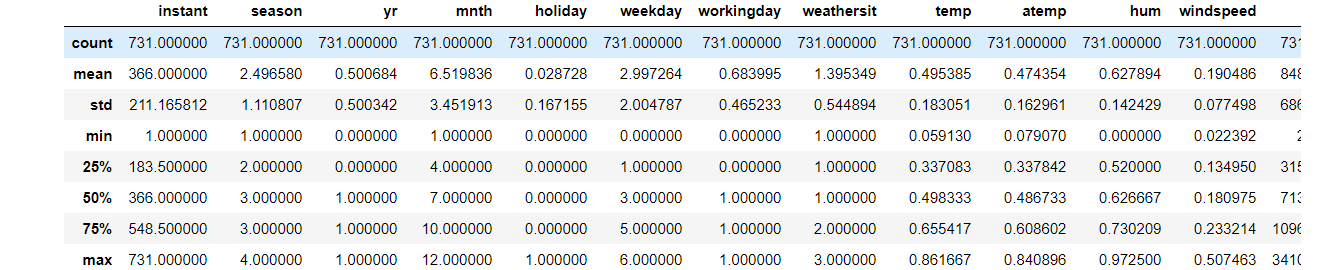 instant season yr mnth holiday weekday workingday weathersit temp atemp hum windspeed
count 731.000000 731.000000 731.000000 731.000000 731.000000 731.000000 731.000000 731.000000 731.000000 731.000000 731.000000 731.000000 731
mean 366.000000 2.496580 0.500684 6.519836 0.028728 2.997264 0.683995 1.395349 0.495385 0.474354 0.627894 0.190486 848
std 211.165812 1.110807 0.500342 3.451913 0.167155 2.004787 0.465233 0.544894 0.183051 0.162961 0.142429 0.077498 686
min 1.000000 1.000000 0.000000 1.000000 0.000000 0.000000 0.000000 1.000000 0.059130 0.079070 0.000000 0.022392 2
25% 183.500000 2.000000 0.000000 4.000000 0.000000 1.000000 0.000000 1.000000 0.337083 0.337842 0.520000 0.134950 315
50% 366.000000 3.000000 1.000000 7.000000 0.000000 3.000000 1.000000 1.000000 0.498333 0.486733 0.626667 0.180975 713
75% 548.500000 3.000000 1.000000 10.000000 0.000000 5.000000 1.000000 2.000000 0.655417 0.608602 0.730209 0.233214 1096
max 731.000000 4.000000 1.000000 12.000000 1.000000 6.000000 1.000000 3.000000 0.861667 0.840896 0.972500 0.507463 3410